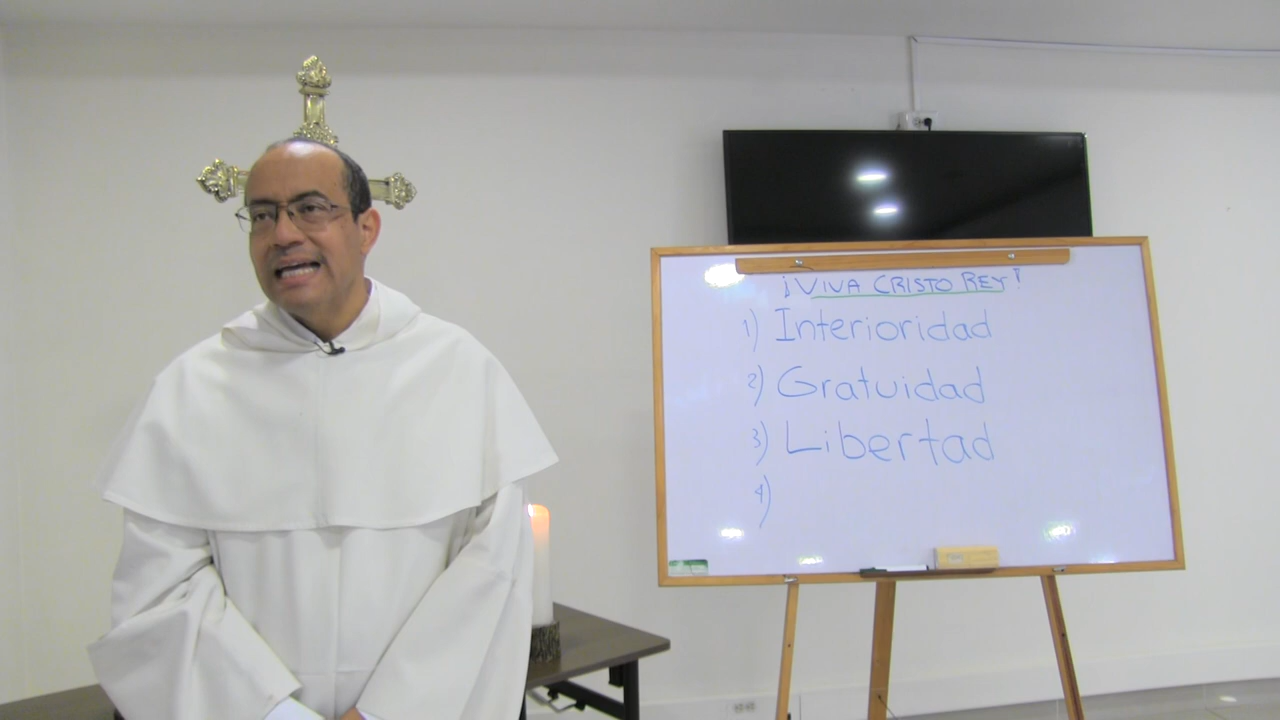 ¡VIVA CRISTO REY!
1) Interioridad
2) Gratuidad
3) Libertad
4)